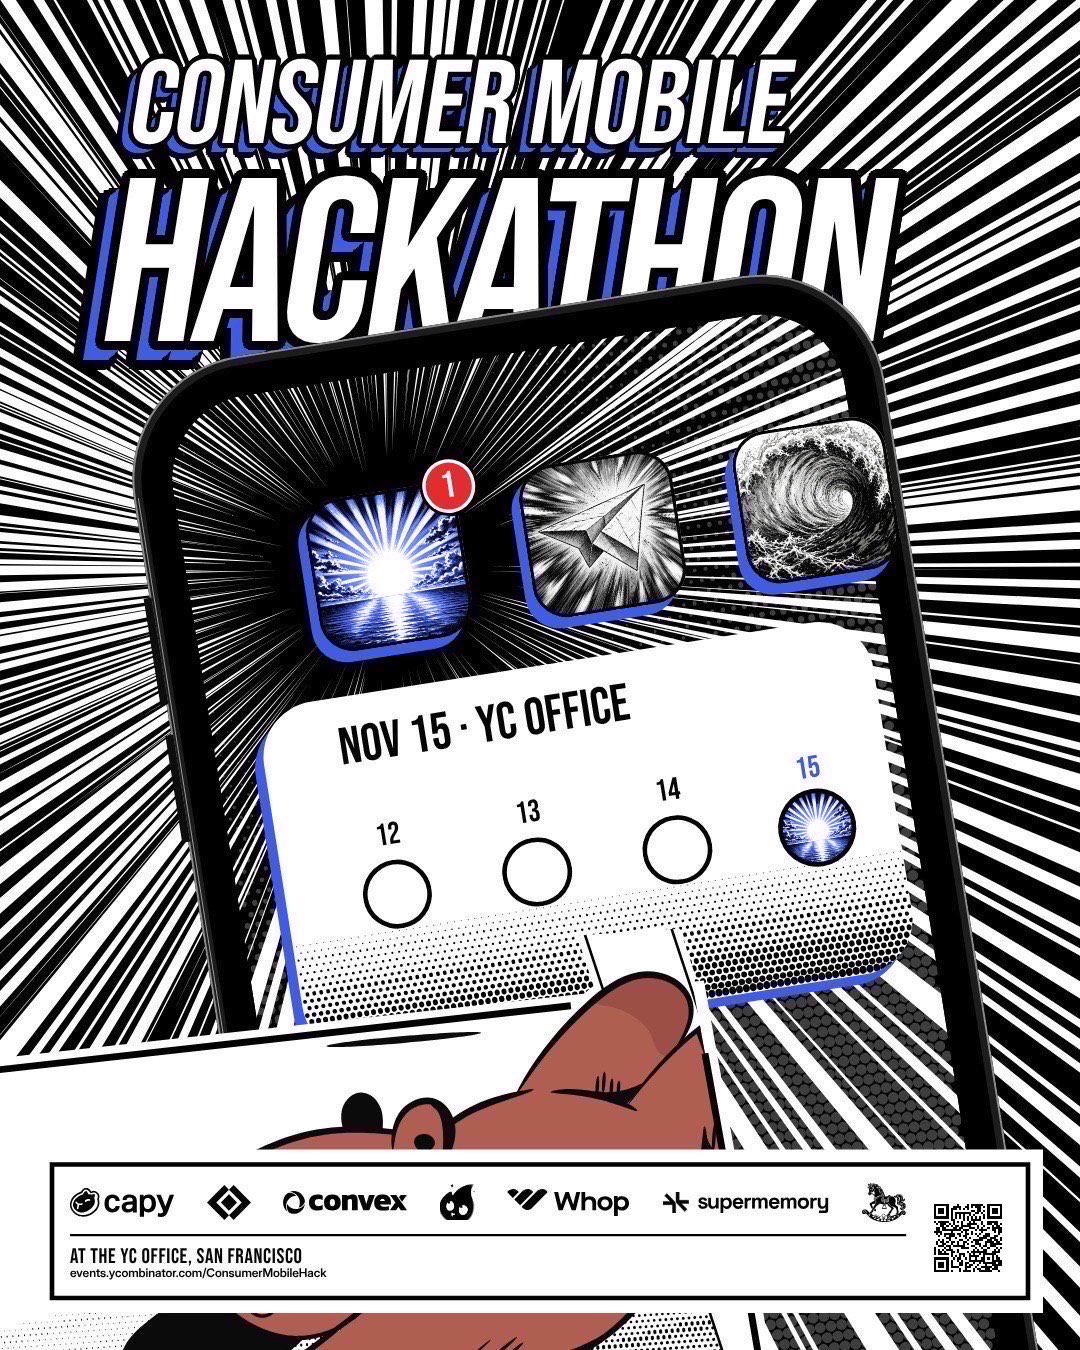 CONSUMER MOBILE
HACKATHON
1
NOV 15 · YC OFFICE
12
13
14
15
capy
convex
Whop
supermemory
AT THE YC OFFICE, SAN FRANCISCO
events.ycombinator.com/ConsumerMobileHack